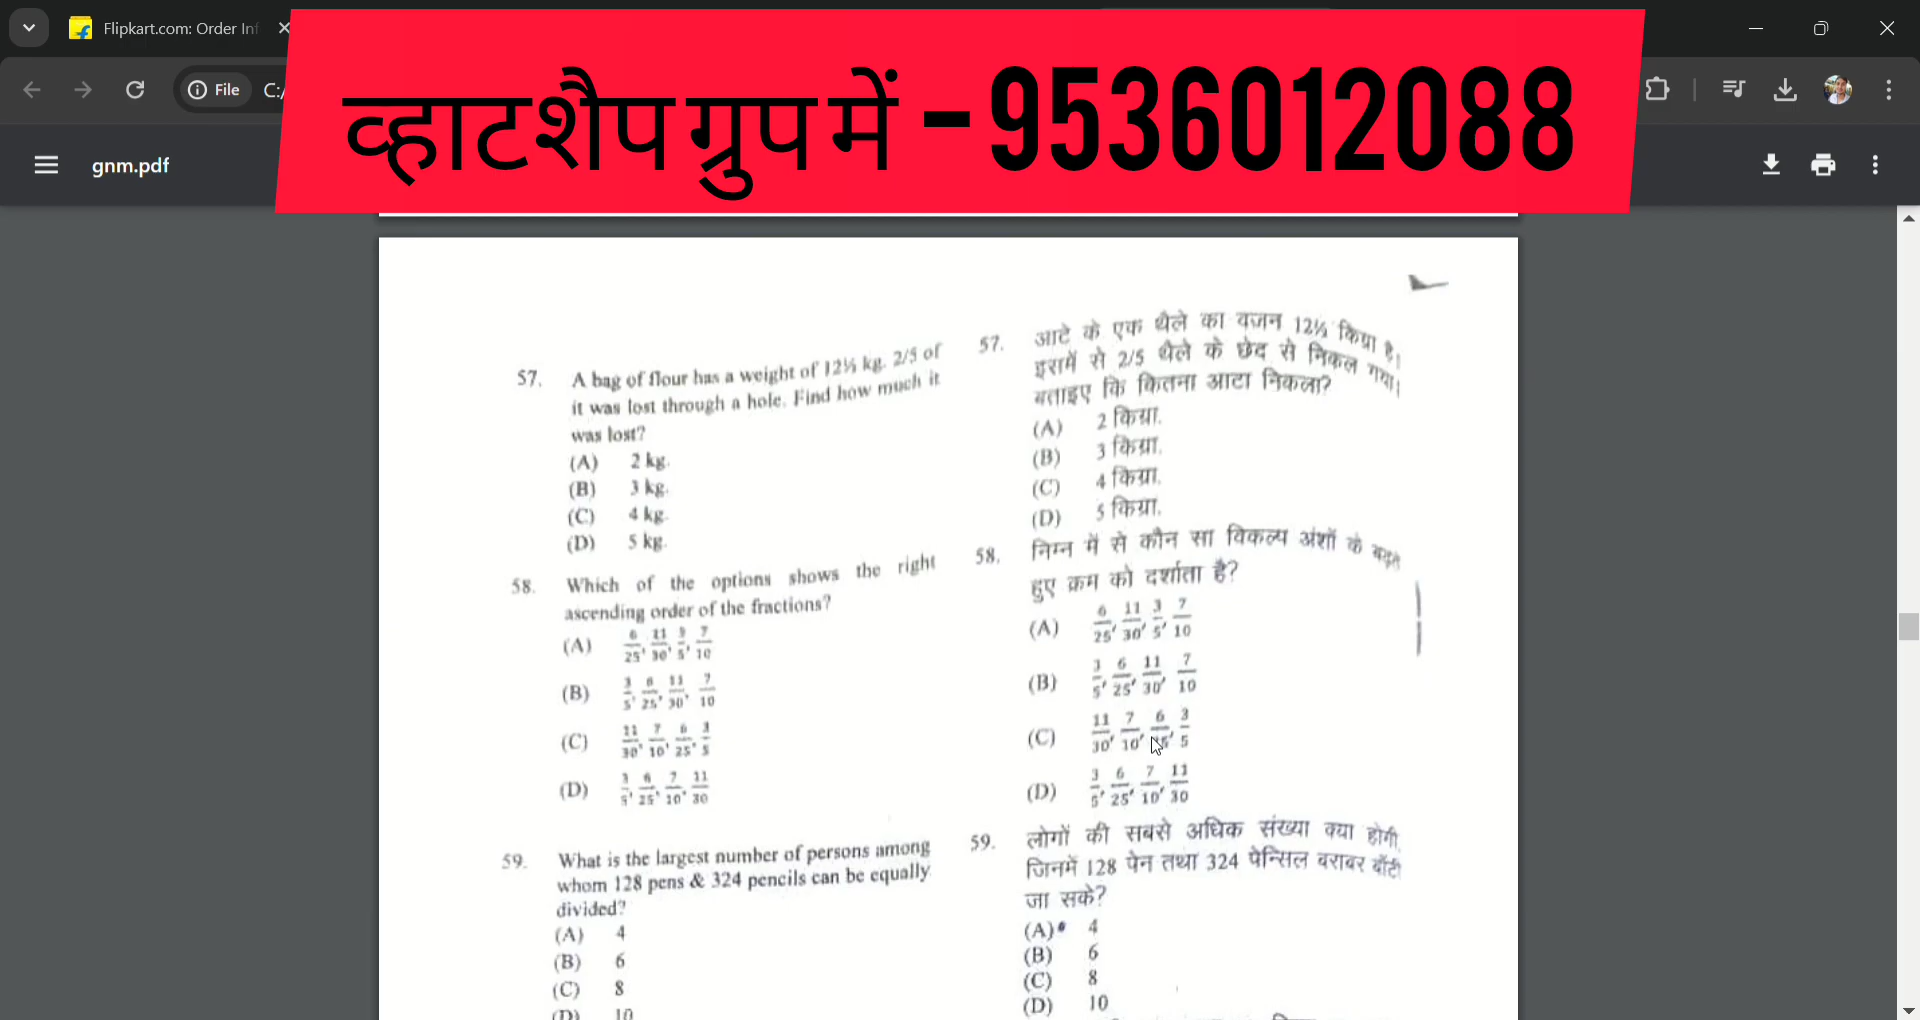 Flipkart.com: Order In
व्हाटशैप ग्रुप में - 9536012088
File C:/
gnm.pdf
57. A bag of flour has a weight of 12½ kg. 2/5 of
it was lost through a hole. Find how much it
was lost?
(A) 2 kg.
(B) 3 kg.
(C) 4 kg.
(D) 5 kg.
58. Which of the options shows the right
ascending order of the fractions?
(A) 6/25, 11/30, 3/5, 7/10
(B) 3/5, 6/25, 11/30, 7/10
(C) 11/30, 7/10, 6/25, 3/5
(D) 3/5, 6/25, 7/10, 11/30
59. What is the largest number of persons among
whom 128 pens & 324 pencils can be equally
divided?
(A) 4
(B) 6
(C) 8
(D) 10
57. आटे के एक थैले का वजन 12½ किग्रा है।
इसमें से 2/5 थैले के छेद से निकल गया।
बताइए कि कितना आटा निकला?
(A) 2 किग्रा.
(B) 3 किग्रा.
(C) 4 किग्रा.
(D) 5 किग्रा.
58. निम्न में से कौन सा विकल्प अंशों के बढ़ते
हुए क्रम को दर्शाता है?
(A) 6/25, 11/30, 3/5, 7/10
(B) 3/5, 6/25, 11/30, 7/10
(C) 11/30, 7/10, 6/25, 3/5
(D) 3/5, 6/25, 7/10, 11/30
59. लोगों की सबसे अधिक संख्या क्या होगी
जिनमें 128 पेन तथा 324 पेन्सिल बराबर बाँटी
जा सके?
(A) 4
(B) 6
(C) 8
(D) 10